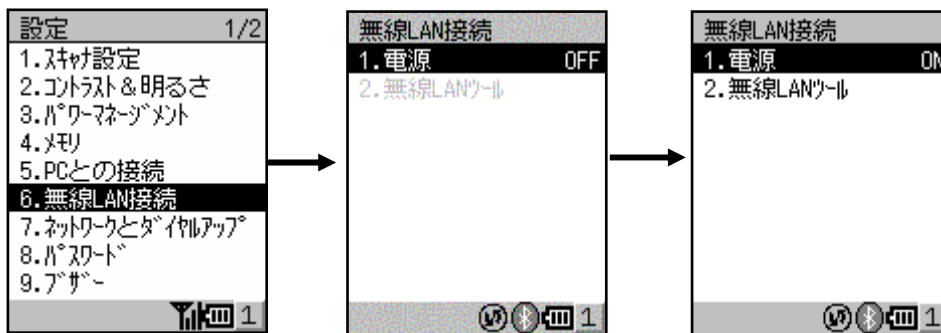 設定 1/2
1.スキャナ設定
2.コントラスト&明るさ
3.パワーマネージメント
4.メモリ
5.PCとの接続
6.無線LAN接続
7.ネットワークとダイヤルアップ
8.パスワード
9.ブザー
1
無線LAN接続
1.電源 OFF
2.無線LANツール
1
無線LAN接続
1.電源 ON
2.無線LANツール
1